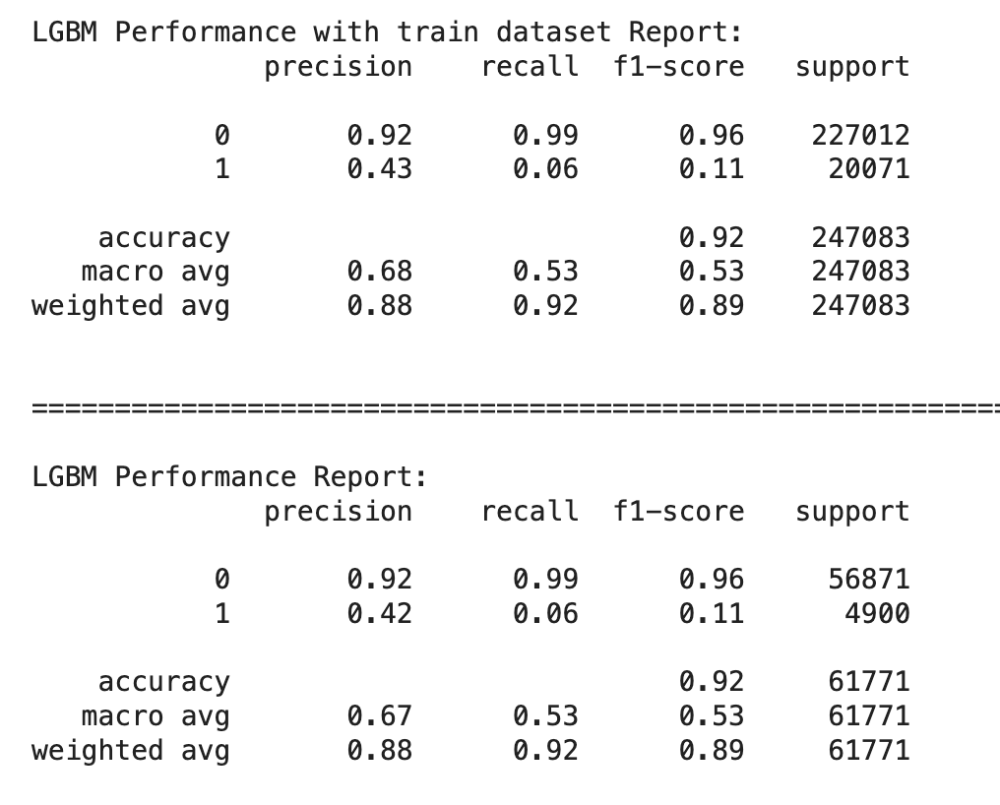 LGBM Performance with train dataset Report:
precision recall f1-score support
0 0.92 0.99 0.96 227012
1 0.43 0.06 0.11 20071
accuracy 0.92 247083
macro avg 0.68 0.53 0.53 247083
weighted avg 0.88 0.92 0.89 247083
===========================================================
LGBM Performance Report:
precision recall f1-score support
0 0.92 0.99 0.96 56871
1 0.42 0.06 0.11 4900
accuracy 0.92 61771
macro avg 0.67 0.53 0.53 61771
weighted avg 0.88 0.92 0.89 61771